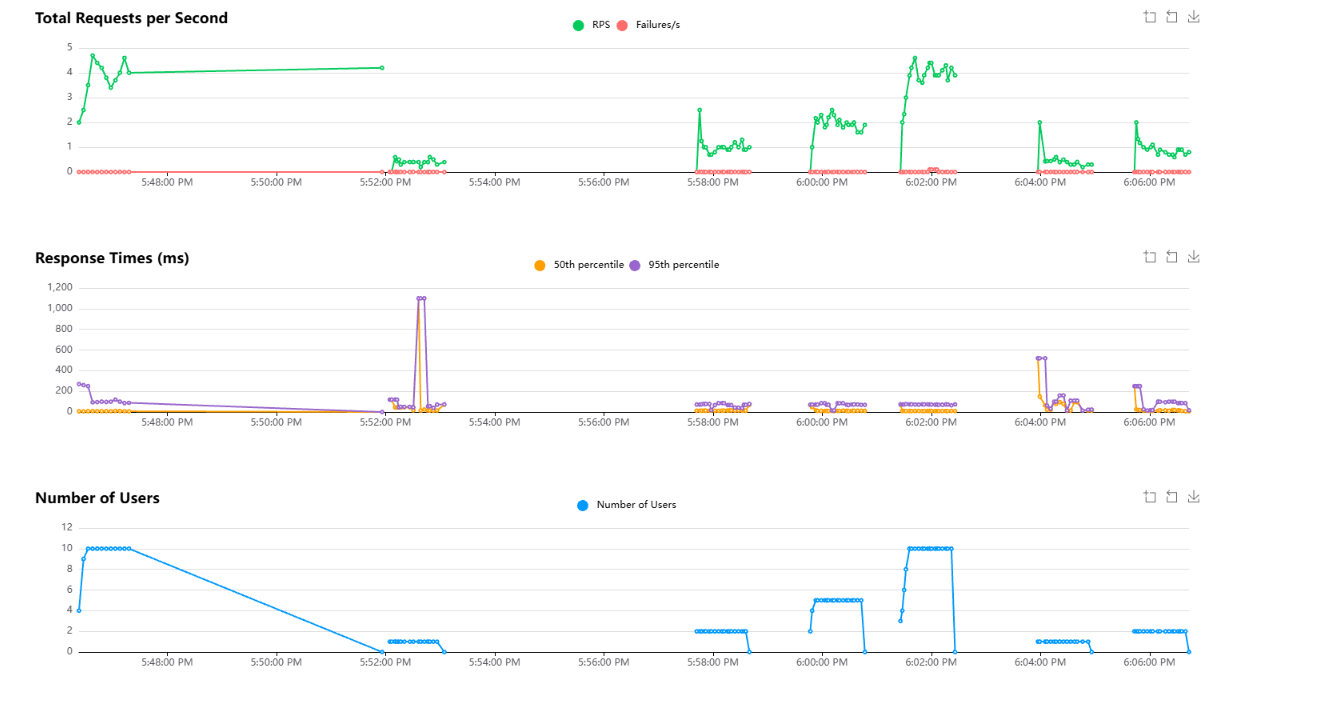 Total Requests per Second
RPS Failures/s
5
4
3
2
1
0
5:48:00 PM 5:50:00 PM 5:52:00 PM 5:54:00 PM 5:56:00 PM 5:58:00 PM 6:00:00 PM 6:02:00 PM 6:04:00 PM 6:06:00 PM
Response Times (ms)
50th percentile 95th percentile
1,200
1,000
800
600
400
200
0
5:48:00 PM 5:50:00 PM 5:52:00 PM 5:54:00 PM 5:56:00 PM 5:58:00 PM 6:00:00 PM 6:02:00 PM 6:04:00 PM 6:06:00 PM
Number of Users
Number of Users
12
10
8
6
4
2
0
5:48:00 PM 5:50:00 PM 5:52:00 PM 5:54:00 PM 5:56:00 PM 5:58:00 PM 6:00:00 PM 6:02:00 PM 6:04:00 PM 6:06:00 PM